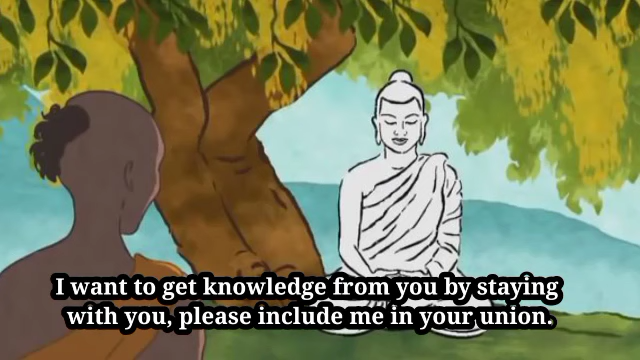 I want to get knowledge from you by staying
with you, please include me in your union.